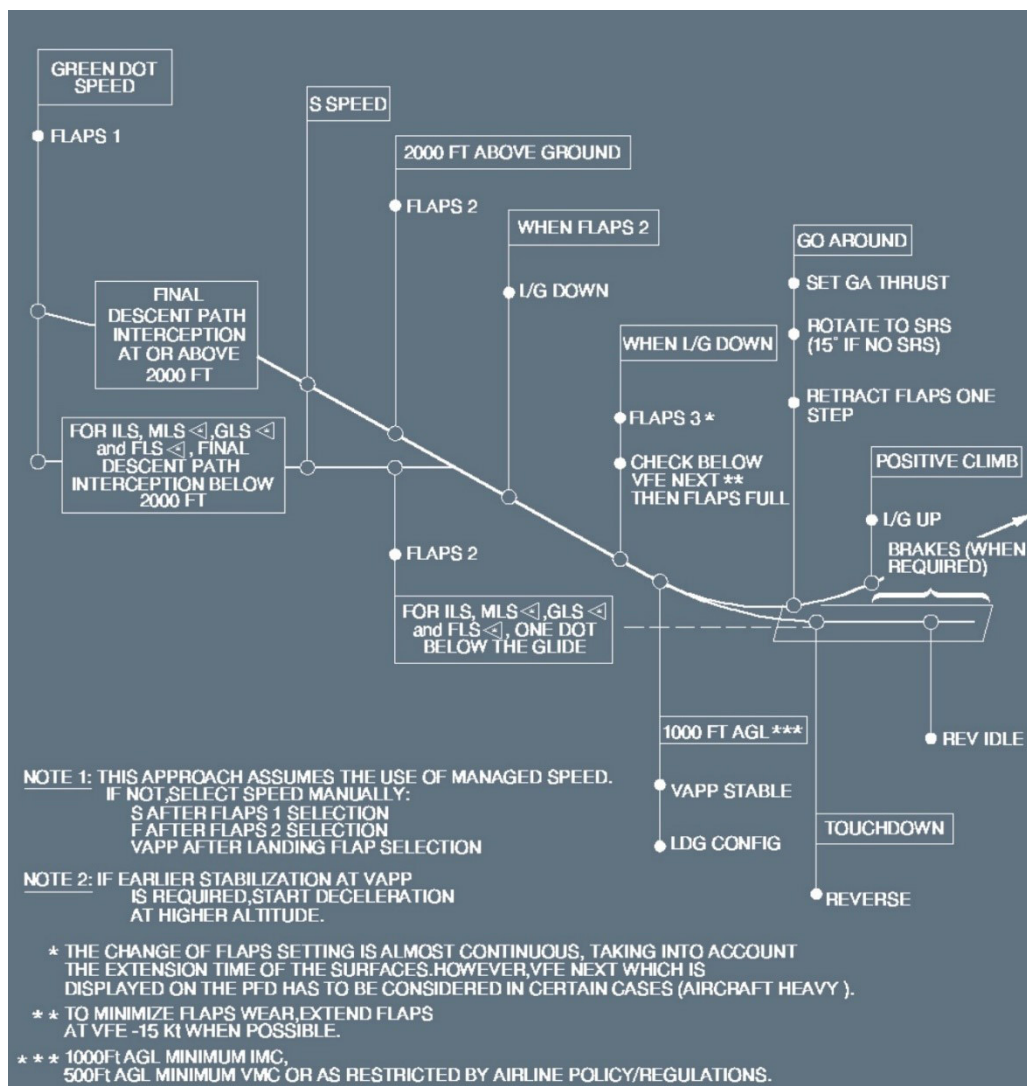 GREEN DOT
SPEED
FLAPS 1
S SPEED
2000 FT ABOVE GROUND
FLAPS 2
WHEN FLAPS 2
L/G DOWN
GO AROUND
SET GA THRUST
ROTATE TO SRS
(15° IF NO SRS)
RETRACT FLAPS ONE
STEP
FINAL
DESCENT PATH
INTERCEPTION
AT OR ABOVE
2000 FT
WHEN L/G DOWN
FLAPS 3 *
CHECK BELOW
VFE NEXT **
THEN FLAPS FULL
FOR ILS, MLS ,GLS
and FLS , FINAL
DESCENT PATH
INTERCEPTION BELOW
2000 FT
POSITIVE CLIMB
L/G UP
BRAKES (WHEN
REQUIRED)
FLAPS 2
FOR ILS, MLS ,GLS
and FLS , ONE DOT
BELOW THE GLIDE
1000 FT AGL ***
VAPP STABLE
LDG CONFIG
REV IDLE
TOUCHDOWN
REVERSE
NOTE 1: THIS APPROACH ASSUMES THE USE OF MANAGED SPEED.
IF NOT,SELECT SPEED MANUALLY:
S AFTER FLAPS 1 SELECTION
F AFTER FLAPS 2 SELECTION
VAPP AFTER LANDING FLAP SELECTION
NOTE 2: IF EARLIER STABILIZATION AT VAPP
IS REQUIRED,START DECELERATION
AT HIGHER ALTITUDE.
* THE CHANGE OF FLAPS SETTING IS ALMOST CONTINUOUS, TAKING INTO ACCOUNT
THE EXTENSION TIME OF THE SURFACES.HOWEVER,VFE NEXT WHICH IS
DISPLAYED ON THE PFD HAS TO BE CONSIDERED IN CERTAIN CASES (AIRCRAFT HEAVY ).
** TO MINIMIZE FLAPS WEAR,EXTEND FLAPS
AT VFE -15 Kt WHEN POSSIBLE.
*** 1000Ft AGL MINIMUM IMC,
500Ft AGL MINIMUM VMC OR AS RESTRICTED BY AIRLINE POLICY/REGULATIONS.